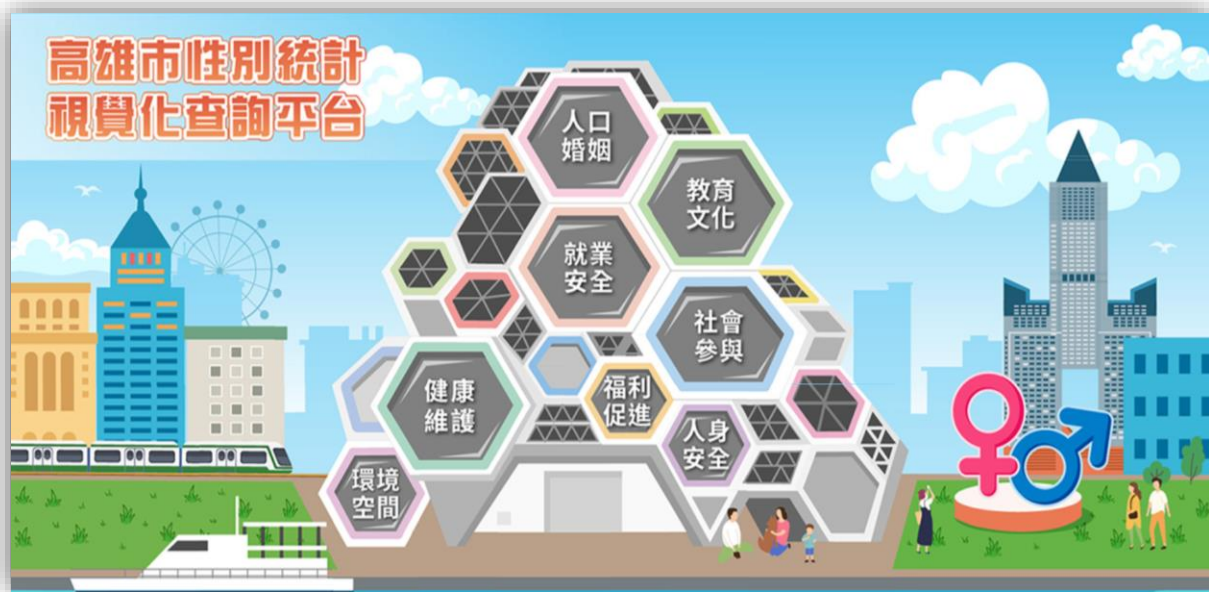 高雄市性別統計
視覺化查詢平台
人口
婚姻
教育
文化
就業
安全
社會
參與
健康
維護
福利
促進
人身
安全
環境
空間